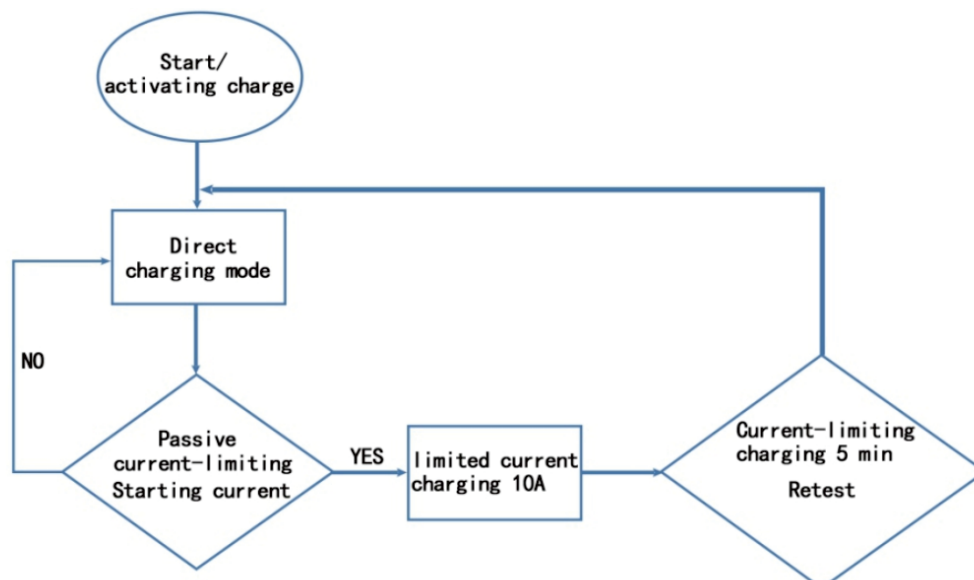 Start/
activating charge
Direct
charging mode
NO
Passive
current-limiting
Starting current
YES
limited current
charging 10A
Current-limiting
charging 5 min
Retest